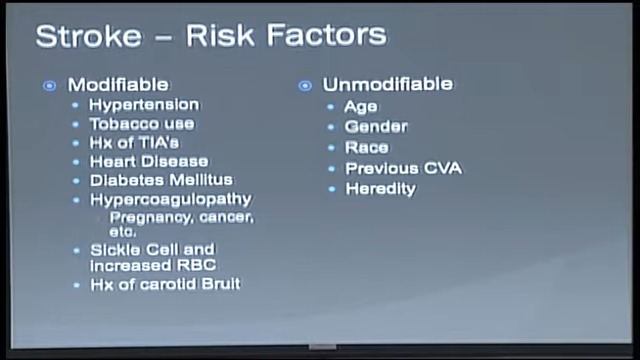 Stroke – Risk Factors
Modifiable
Hypertension
Tobacco use
Hx of TIA's
Heart Disease
Diabetes Mellitus
Hypercoagulopathy
Pregnancy, cancer,
etc.
Sickle Cell and
increased RBC
Hx of carotid Bruit
Unmodifiable
Age
Gender
Race
Previous CVA
Heredity